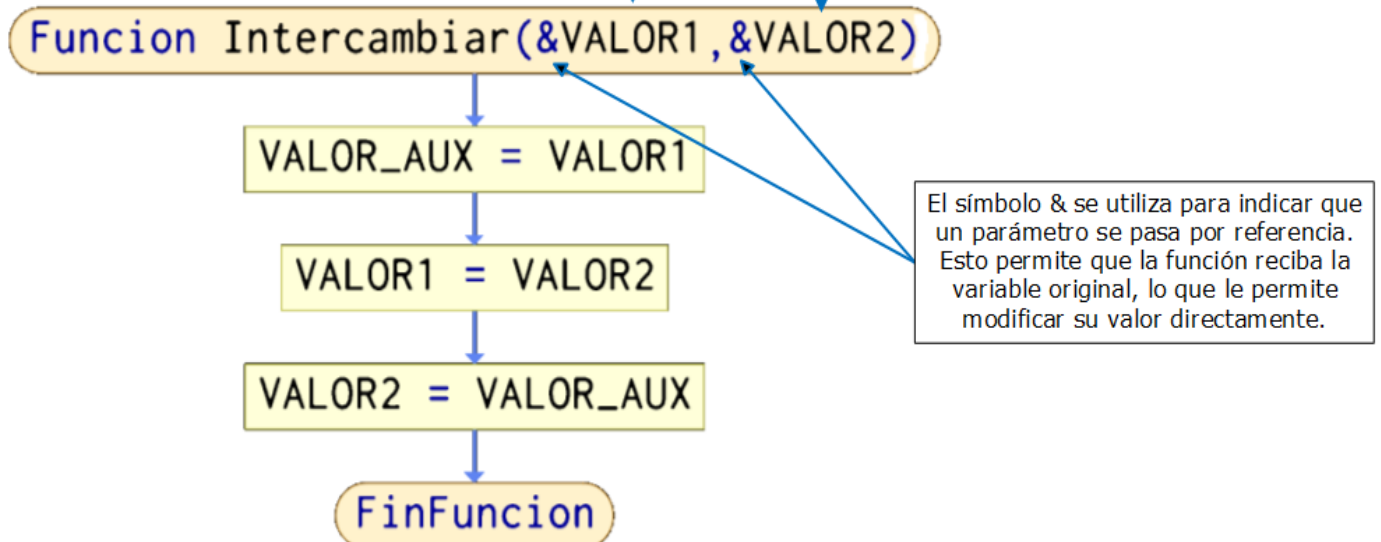 Funcion Intercambiar(&VALOR1,&VALOR2)
VALOR_AUX = VALOR1
VALOR1 = VALOR2
VALOR2 = VALOR_AUX
FinFuncion
El símbolo & se utiliza para indicar que
un parámetro se pasa por referencia.
Esto permite que la función reciba la
variable original, lo que le permite
modificar su valor directamente.